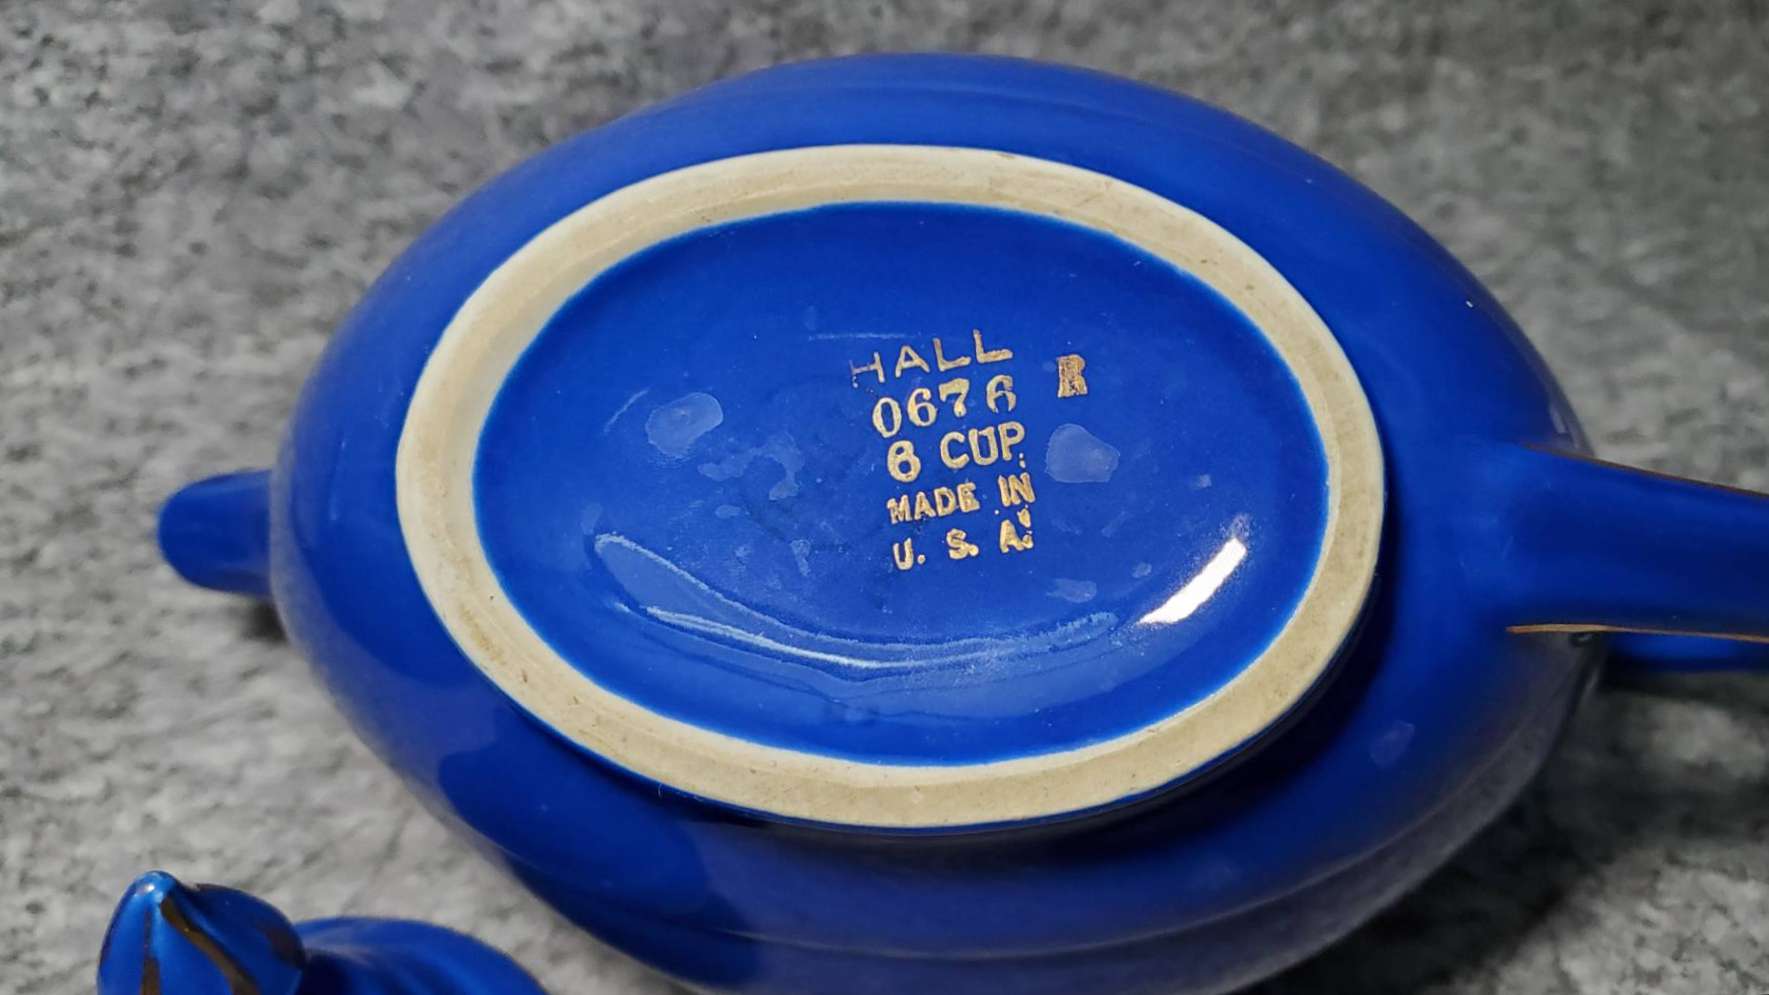 HALL
0676 R
6 CUP
MADE IN
U. S. A.